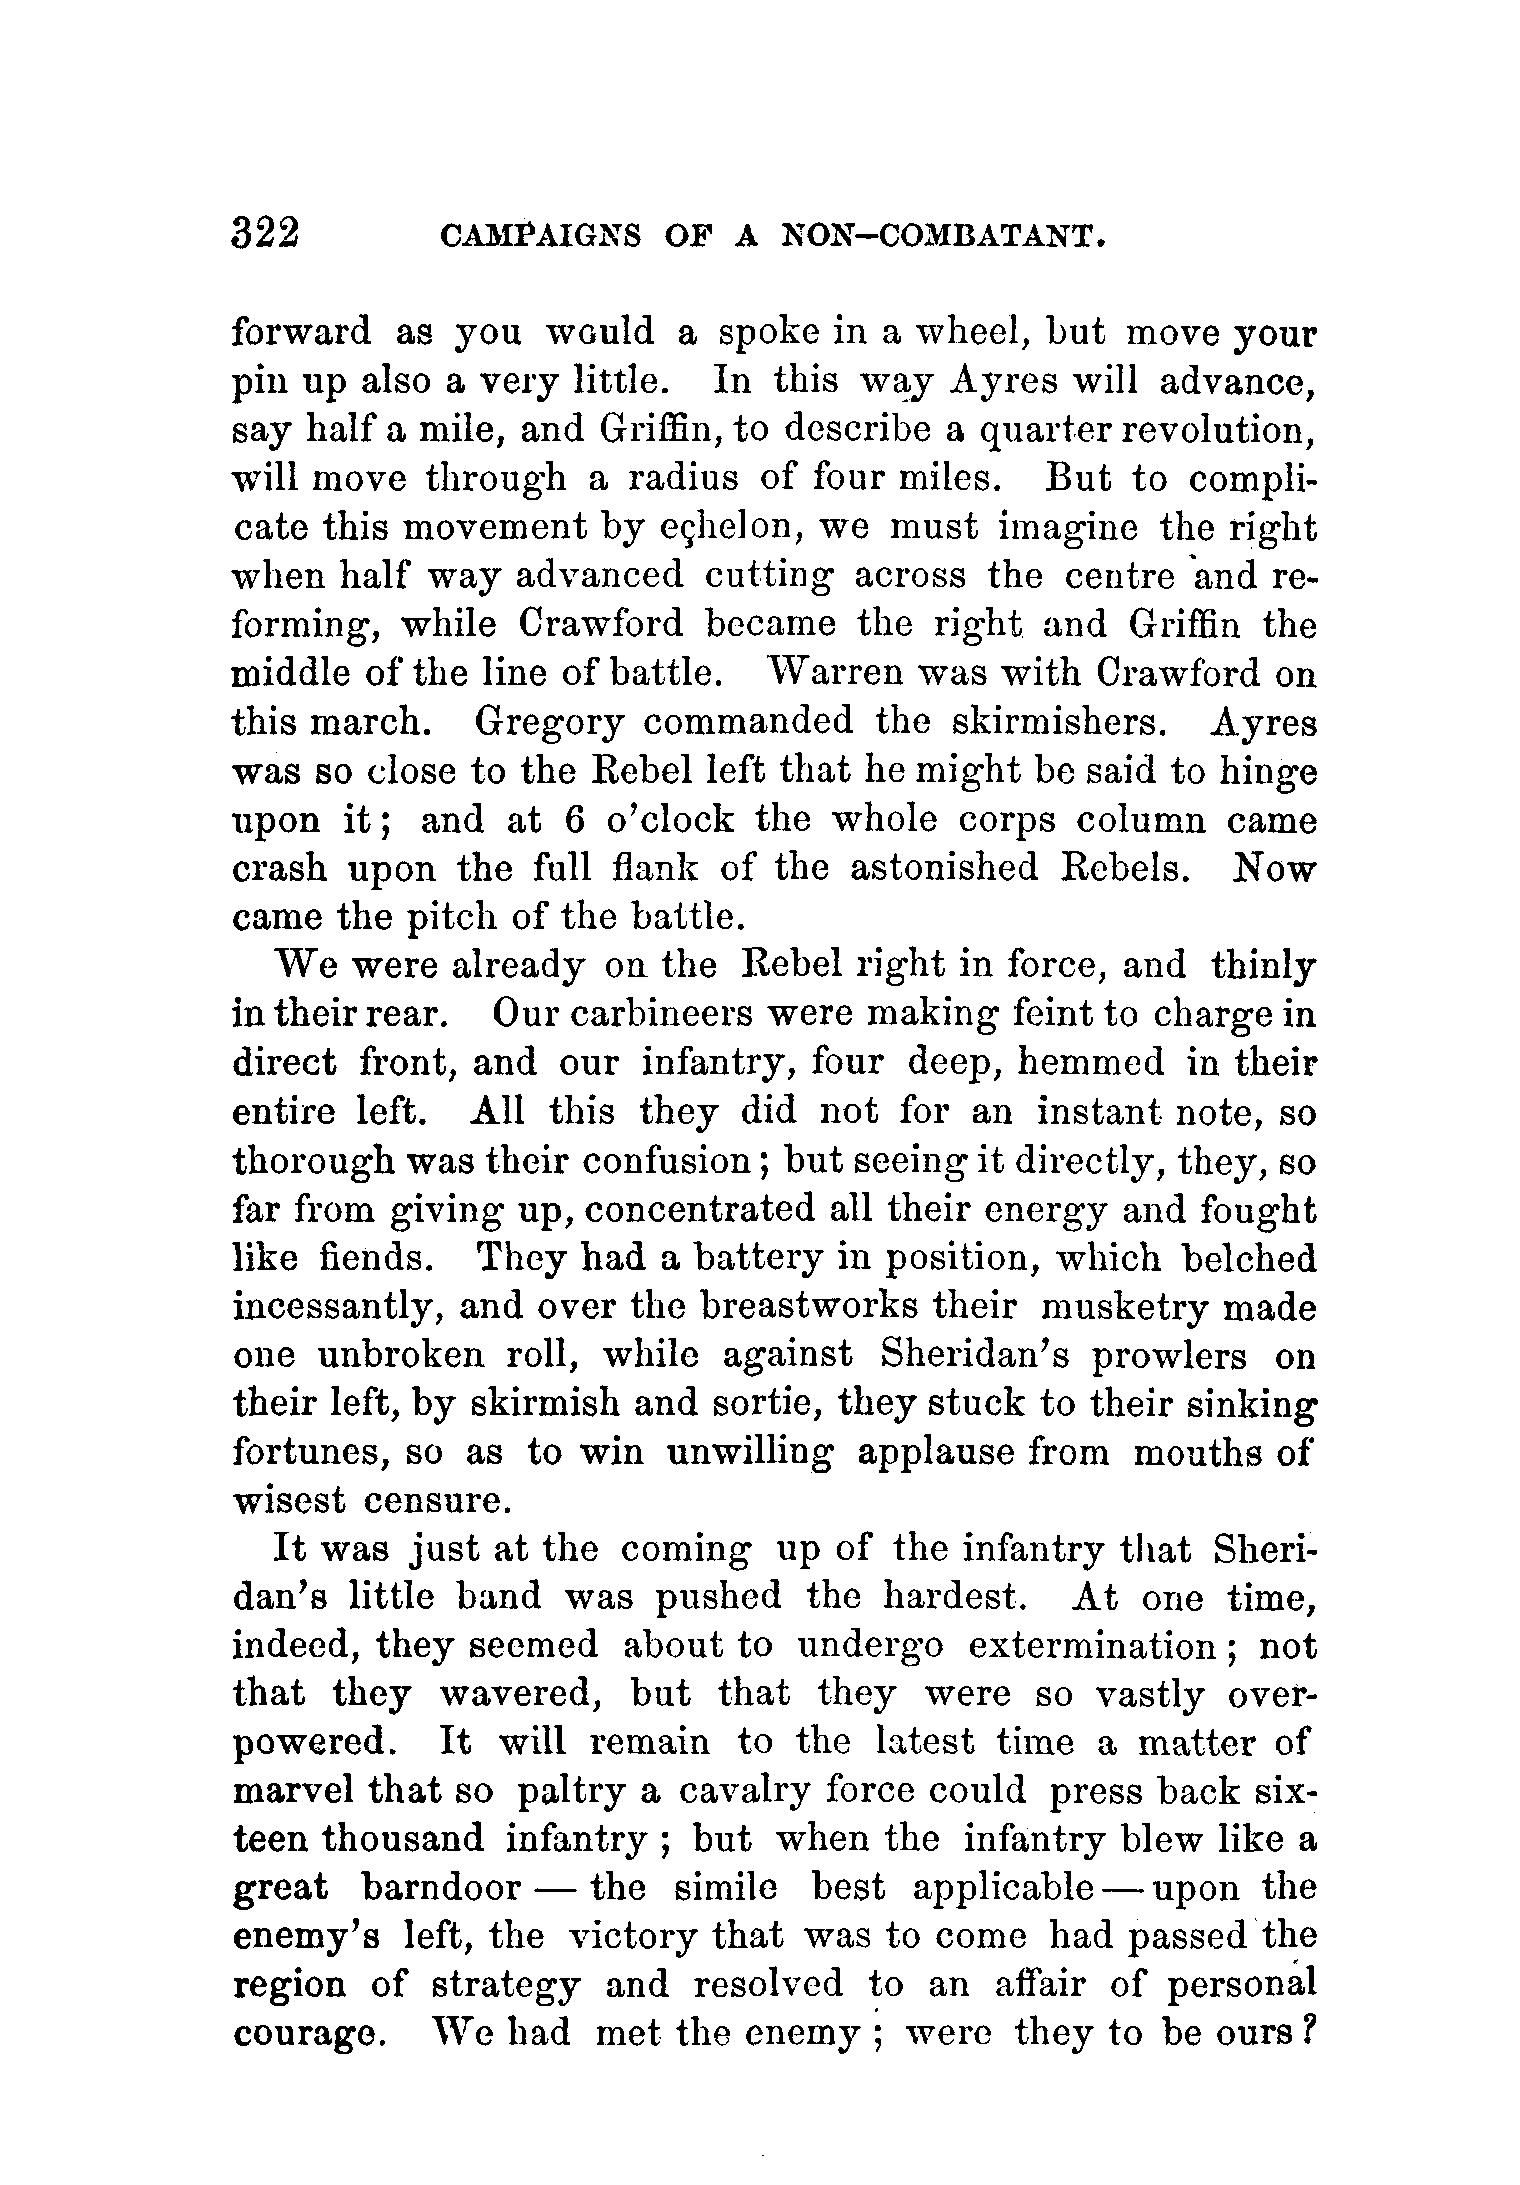 322 CAMPAIGNS OF A NON-COMBATANT.
forward as you would a spoke in a wheel, but move your
pin up also a very little. In this way Ayres will advance,
say half a mile, and Griffin, to describe a quarter revolution,
will move through a radius of four miles. But to compli-
cate this movement by echelon, we must imagine the right
when half way advanced cutting across the centre and re-
forming, while Crawford became the right and Griffin the
middle of the line of battle. Warren was with Crawford on
this march. Gregory commanded the skirmishers. Ayres
was so close to the Rebel left that he might be said to hinge
upon it; and at 6 o'clock the whole corps column came
crash upon the full flank of the astonished Rebels. Now
came the pitch of the battle.
We were already on the Rebel right in force, and thinly
in their rear. Our carbineers were making feint to charge in
direct front, and our infantry, four deep, hemmed in their
entire left. All this they did not for an instant note, so
thorough was their confusion; but seeing it directly, they, so
far from giving up, concentrated all their energy and fought
like fiends. They had a battery in position, which belched
incessantly, and over the breastworks their musketry made
one unbroken roll, while against Sheridan's prowlers on
their left, by skirmish and sortie, they stuck to their sinking
fortunes, so as to win unwilling applause from mouths of
wisest censure.
It was just at the coming up of the infantry that Sheri-
dan's little band was pushed the hardest. At one time,
indeed, they seemed about to undergo extermination; not
that they wavered, but that they were so vastly over-
powered. It will remain to the latest time a matter of
marvel that so paltry a cavalry force could press back six-
teen thousand infantry; but when the infantry blew like a
great barndoor — the simile best applicable — upon the
enemy's left, the victory that was to come had passed the
region of strategy and resolved to an affair of personal
courage. We had met the enemy; were they to be ours?